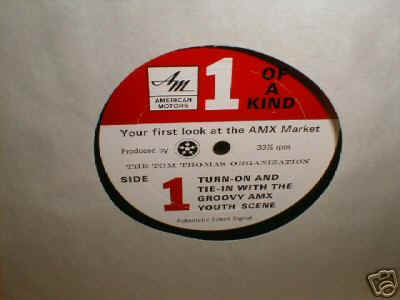 AM
AMERICAN
MOTORS
1 OF
A
KIND
Your first look at the AMX Market
Produced by 33⅓ rpm
THE TOM THOMAS ORGANIZATION
SIDE 1
TURN-ON AND
TIE-IN WITH THE
GROOVY AMX
YOUTH SCENE
Automatic